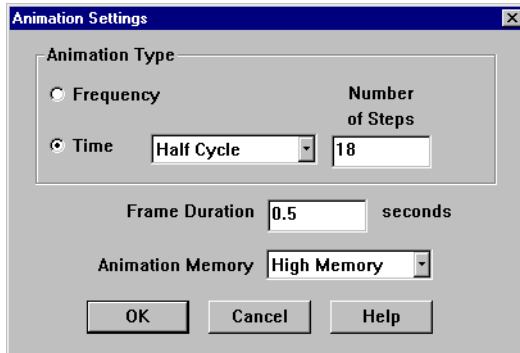 Animation Settings
Animation Type
Frequency
Number
of Steps
Time Half Cycle 18
Frame Duration 0.5 seconds
Animation Memory High Memory
OK Cancel Help